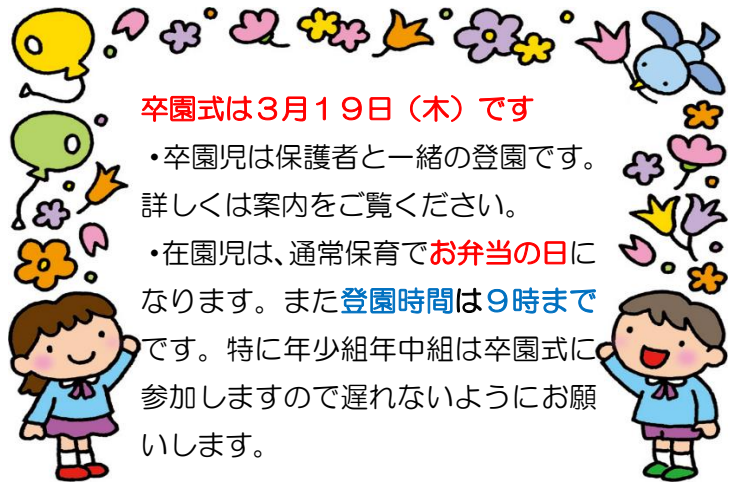 卒園式は３月１９日（木）です
・卒園児は保護者と一緒の登園です。
詳しくは案内をご覧ください。
・在園児は、通常保育でお弁当の日に
なります。また登園時間は９時まで
です。特に年少組年中組は卒園式に
参加しますので遅れないようにお願
いします。